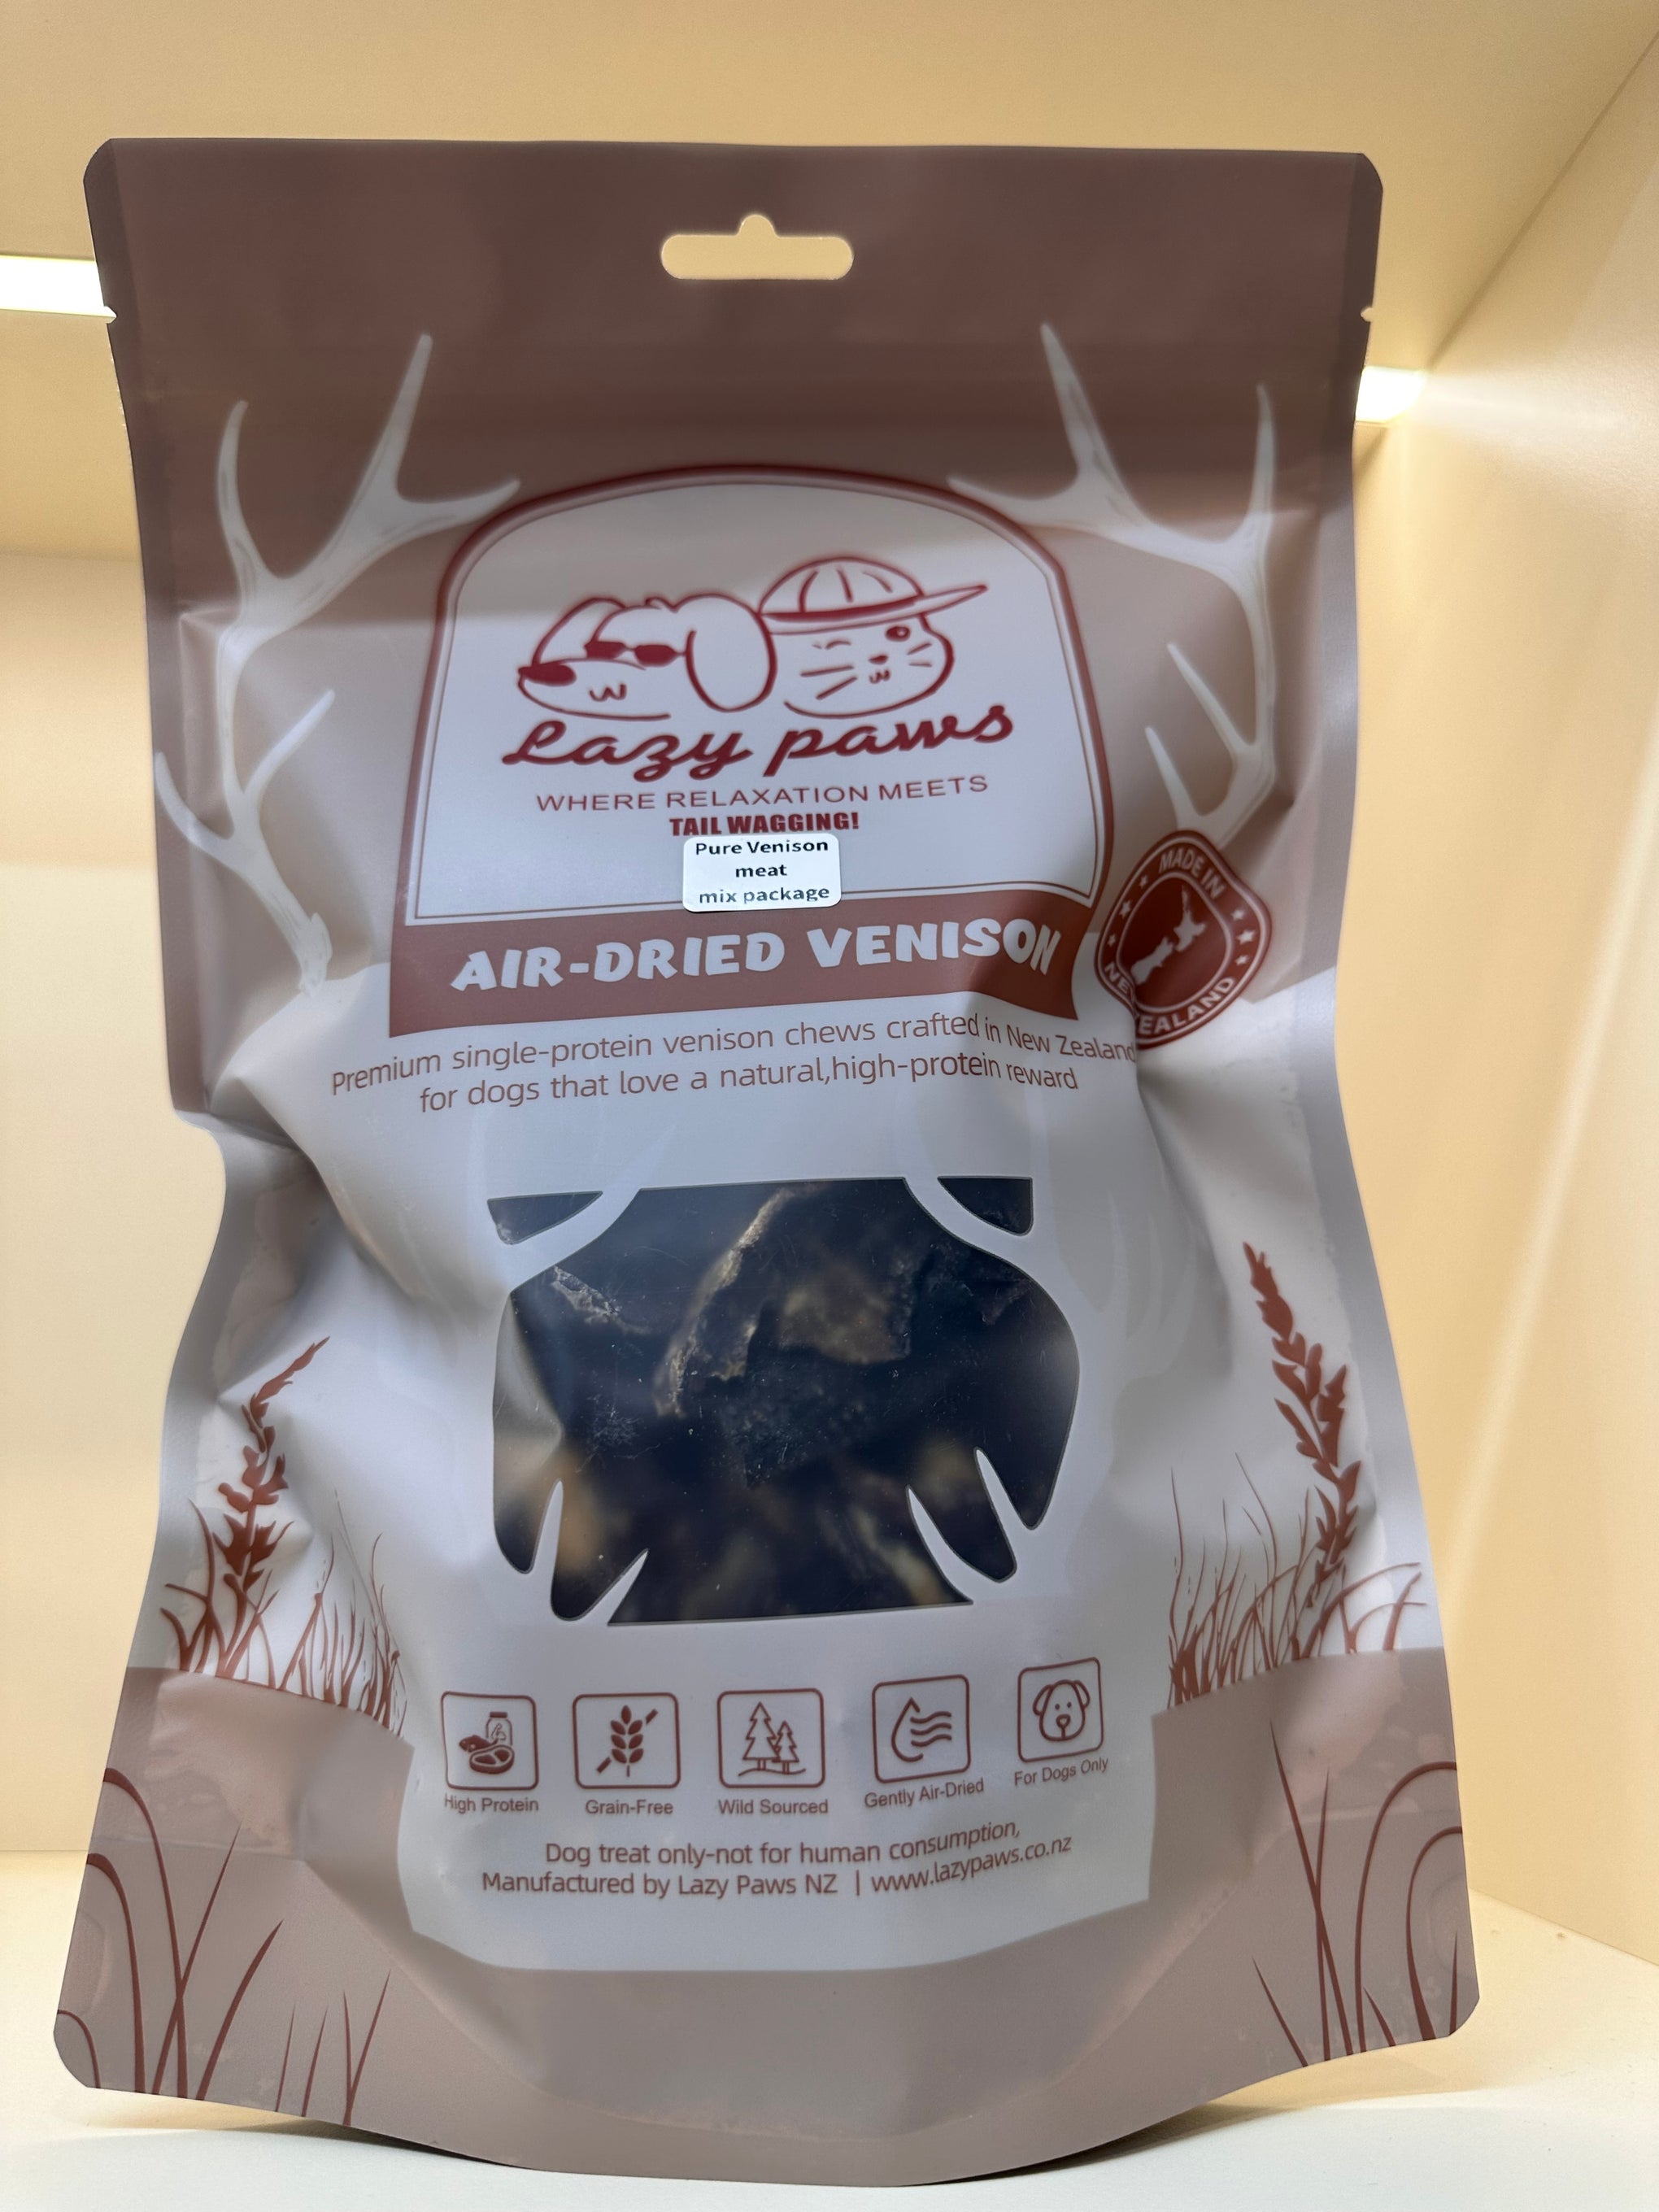 Lazy paws
WHERE RELAXATION MEETS
TAIL WAGGING!
Pure Venison
meat
mix package
AIR-DRIED VENISON
MADE IN
NEW ZEALAND
Premium single-protein venison chews crafted in New Zealand
for dogs that love a natural,high-protein reward
High Protein
Grain-Free
Wild Sourced
Gently Air-Dried
For Dogs Only
Dog treat only-not for human consumption,
Manufactured by Lazy Paws NZ | www.lazypaws.co.nz